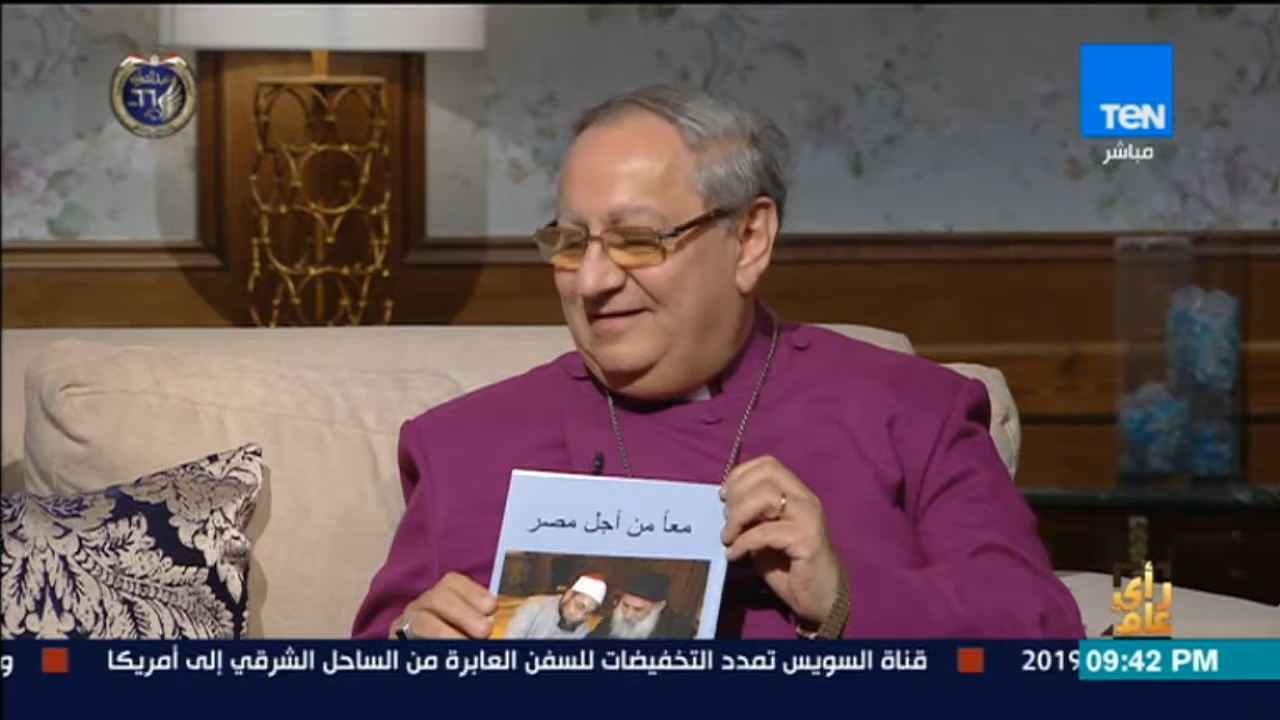 TEN
مباشر
معاً من أجل مصر
رأي
عام
2019
قناة السويس تمدد التخفيضات للسفن العابرة من الساحل الشرقي إلى أمريكا
و
09:42 PM